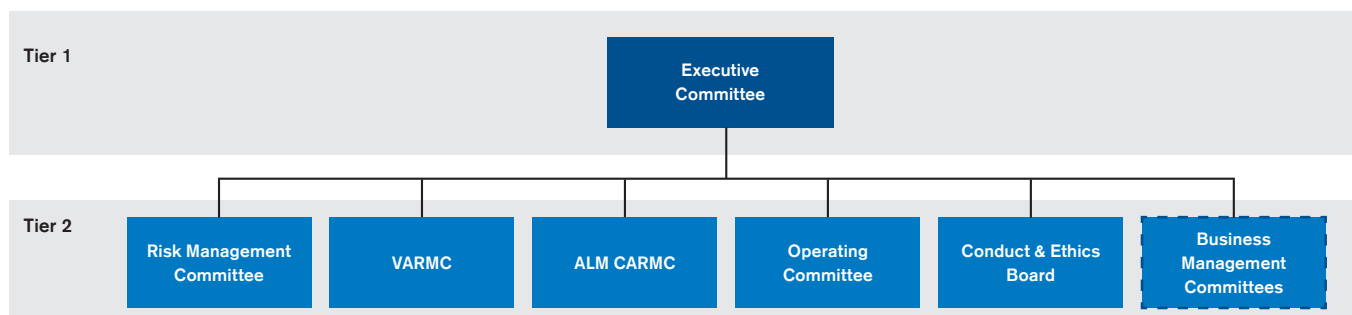 Tier 1
Executive
Committee
Tier 2
Risk Management
Committee
VARMC
ALM CARMC
Operating
Committee
Conduct & Ethics
Board
Business
Management
Committees